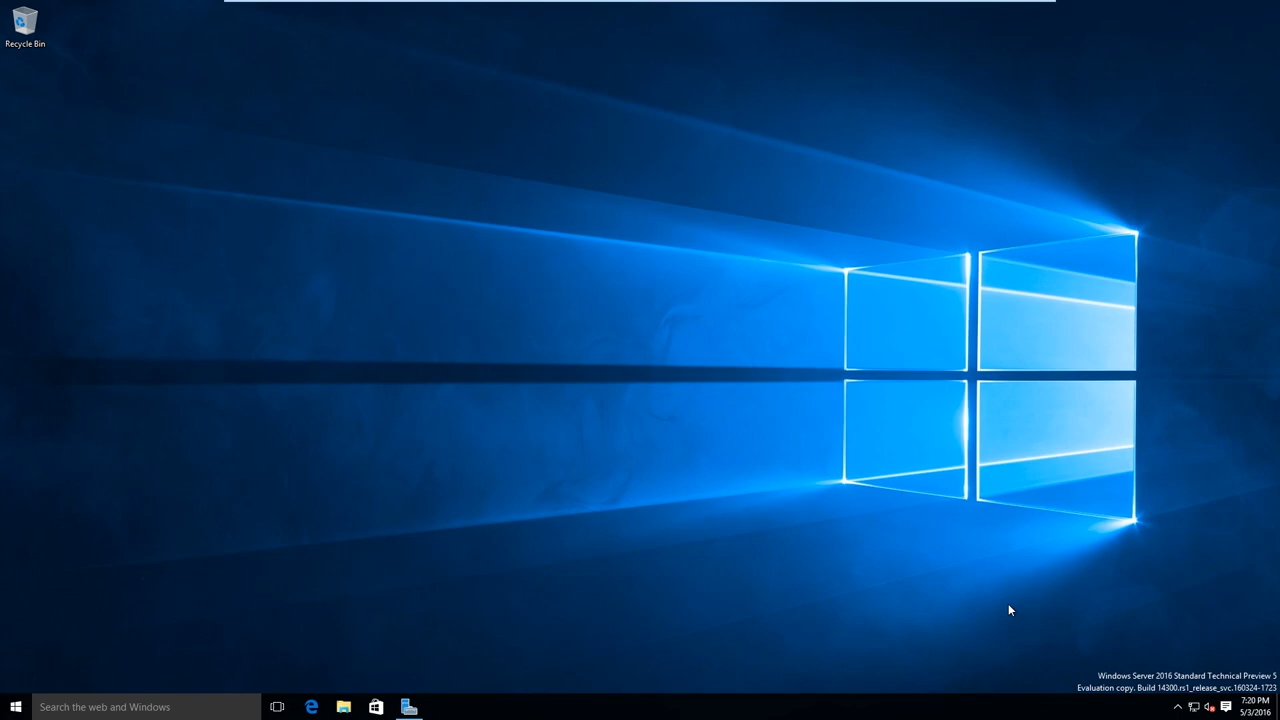 Recycle Bin
Windows Server 2016 Standard Technical Preview 5
Evaluation copy. Build 14300.rs1_release_svc.160324-1723
Search the web and Windows
7:20 PM
5/3/2016